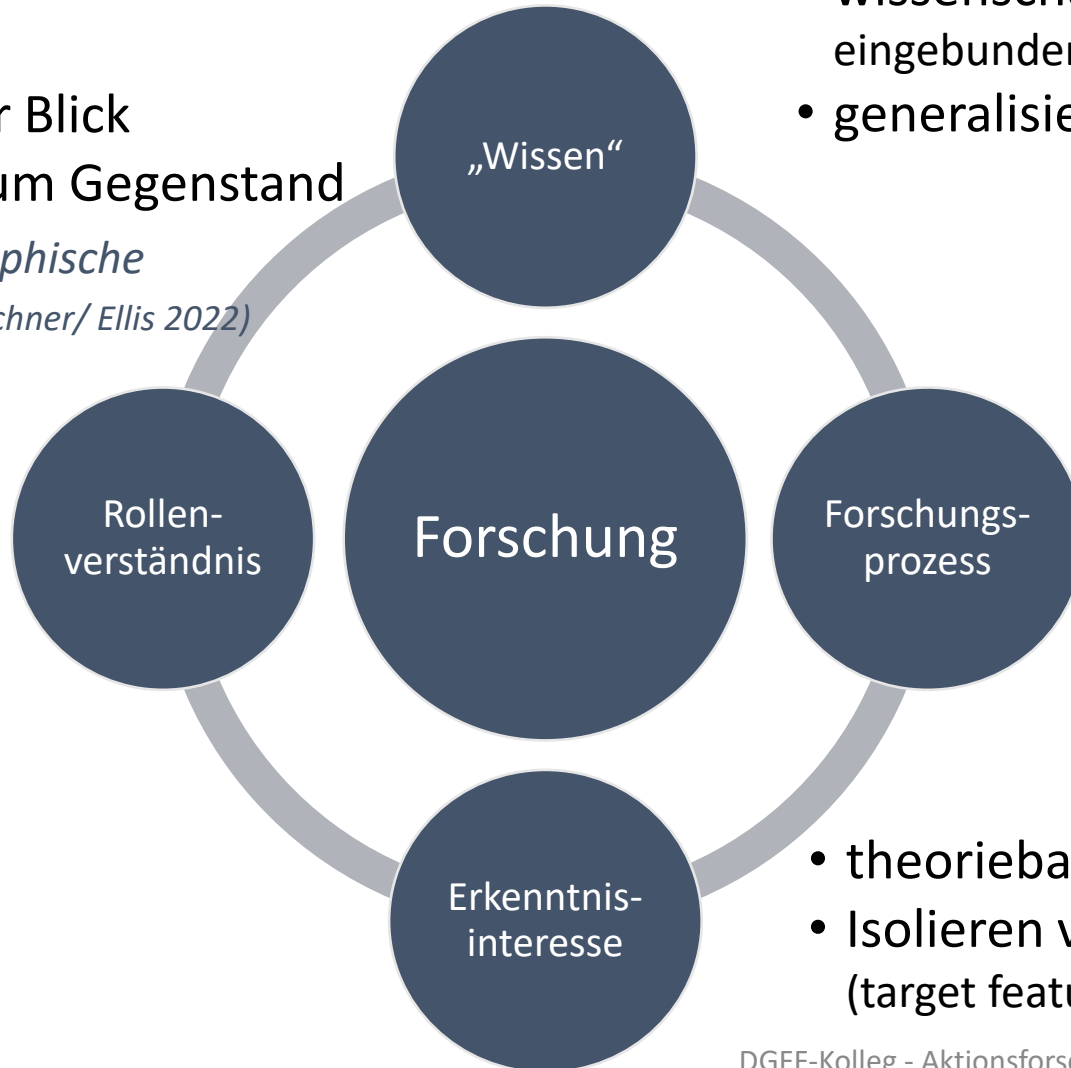 eingebunden
• generalisie
r Blick
um Gegenstand
phische
chner/ Ellis 2022)
„Wissen“
Rollen-
verständnis
Forschung
Forschungs-
prozess
Erkenntnis-
interesse
• theorieba
• Isolieren v
(target featu
DGFF-Kolleg - Aktionsforsc